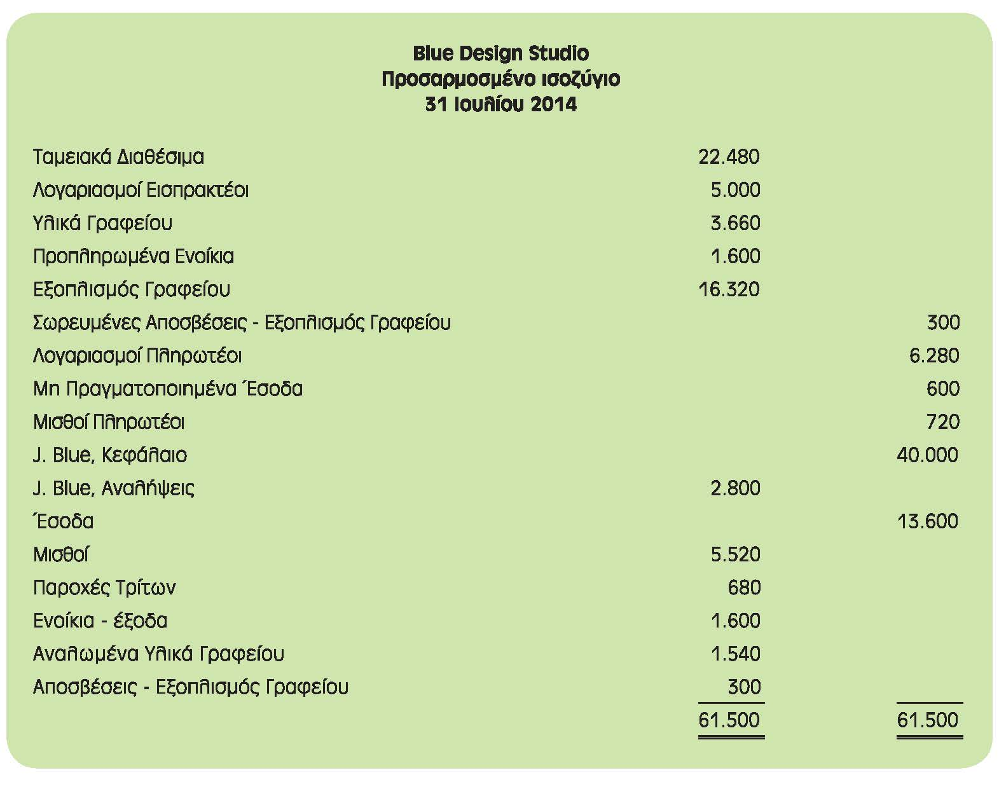 Blue Design Studio
Προσαρμοσμένο ισοζύγιο
31 Ιουλίου 2014
Ταμειακά Διαθέσιμα 22.480
Λογαριασμοί Εισπρακτέοι 5.000
Υλικά Γραφείου 3.660
Προπληρωμένα Ενοίκια 1.600
Εξοπλισμός Γραφείου 16.320
Σωρευμένες Αποσβέσεις - Εξοπλισμός Γραφείου 300
Λογαριασμοί Πληρωτέοι 6.280
Μη Πραγματοποιημένα Έσοδα 600
Μισθοί Πληρωτέοι 720
J. Blue, Κεφάλαιο 40.000
J. Blue, Αναλήψεις 2.800
Έσοδα 13.600
Μισθοί 5.520
Παροχές Τρίτων 680
Ενοίκια - έξοδα 1.600
Αναλωμένα Υλικά Γραφείου 1.540
Αποσβέσεις - Εξοπλισμός Γραφείου 300
61.500 61.500